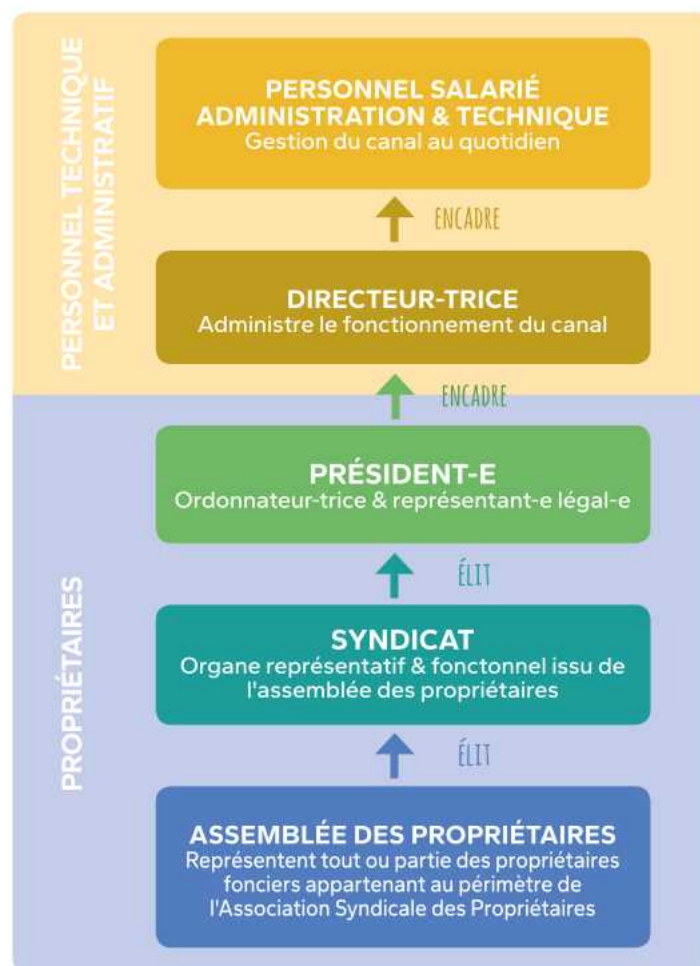 PERSONNEL TECHNIQUE
ET ADMINISTRATIF
PERSONNEL SALARIÉ
ADMINISTRATION & TECHNIQUE
Gestion du canal au quotidien
ENCADRE
DIRECTEUR-TRICE
Administre le fonctionnement du canal
ENCADRE
PROPRIÉTAIRES
PRÉSIDENT-E
Ordonnateur-trice & représentant-e légal-e
ÉLIT
SYNDICAT
Organe représentatif & fonctonnel issu de
l'assemblée des propriétaires
ÉLIT
ASSEMBLÉE DES PROPRIÉTAIRES
Représentent tout ou partie des propriétaires
fonciers appartenant au périmètre de
l'Association Syndicale des Propriétaires